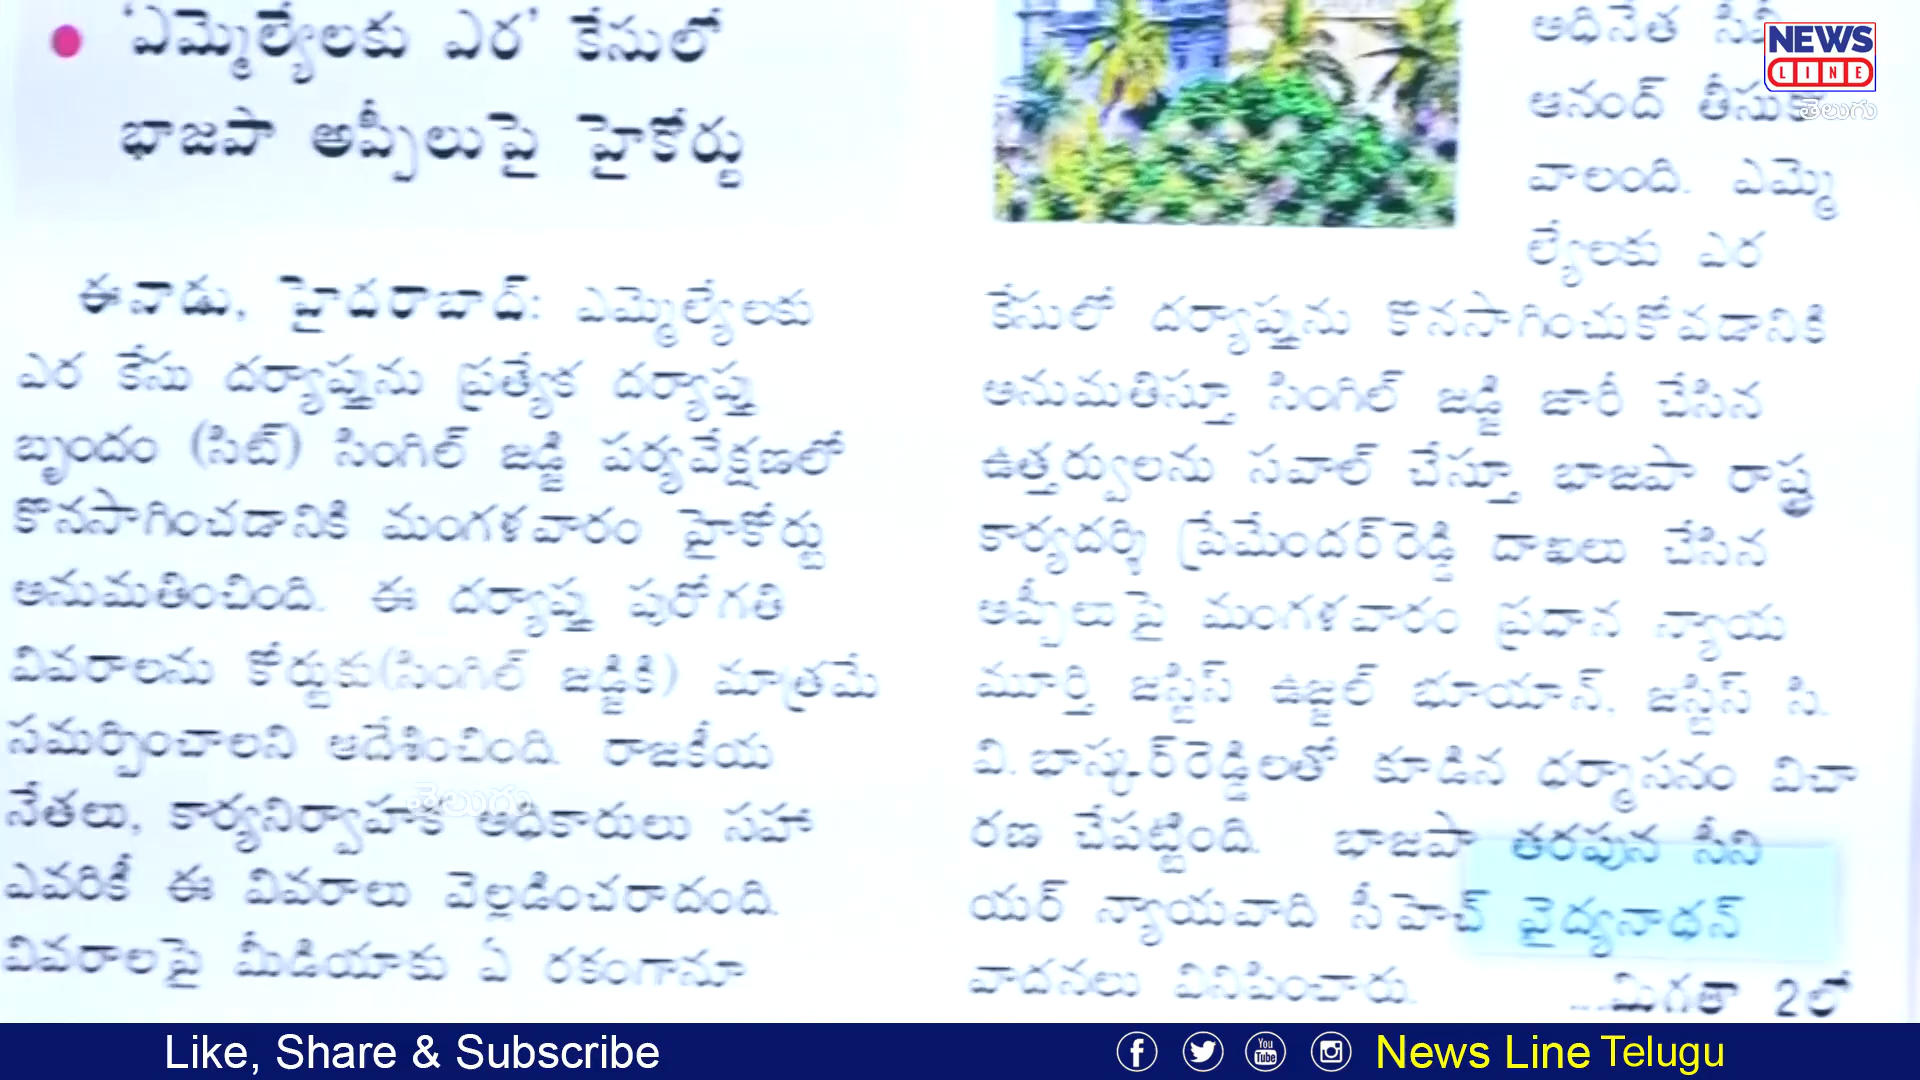 ‘ఎమ్మెల్యేలకు ఎర’ కేసులో
భాజపా అప్పీలుపై హైకోర్టు
ఈనాడు, హైదరాబాద్: ఎమ్మెల్యేలకు
ఎర కేసు దర్యాప్తును ప్రత్యేక దర్యాప్తు
బృందం (సిట్) సింగిల్ జడ్జి పర్యవేక్షణలో
కొనసాగించడానికి మంగళవారం హైకోర్టు
అనుమతించింది. ఈ దర్యాప్తు పురోగతి
వివరాలను కోర్టుకు(సింగిల్ జడ్జికి) మాత్రమే
సమర్పించాలని ఆదేశించింది. రాజకీయ
నేతలు, కార్యనిర్వాహక అధికారులు సహా
ఎవరికీ ఈ వివరాలు వెల్లడించరాదంది.
వివరాలపై మీడియాకు ఏ రకంగానూ
అధినేత సీవీ
ఆనంద్ తీసుకో
వాలంది. ఎమ్మె
ల్యేలకు ఎర
కేసులో దర్యాప్తును కొనసాగించుకోవడానికి
అనుమతిస్తూ సింగిల్ జడ్జి జారీ చేసిన
ఉత్తర్వులను సవాల్ చేస్తూ భాజపా రాష్ట్ర
కార్యదర్శి ప్రేమేందర్‌రెడ్డి దాఖలు చేసిన
అప్పీలుపై మంగళవారం ప్రధాన న్యాయ
మూర్తి జస్టిస్ ఉజ్జల్ భూయాన్, జస్టిస్ సి.
వి.భాస్కర్‌రెడ్డిలతో కూడిన ధర్మాసనం విచా
రణ చేపట్టింది. భాజపా తరపున సీని
యర్ న్యాయవాది సీహెచ్ వైద్యనాథన్
వాదనలు వినిపించారు. ...మిగతా 2లో
NEWS
LINE
తెలుగు
తెలుగు
Like, Share & Subscribe
You
Tube
News Line Telugu